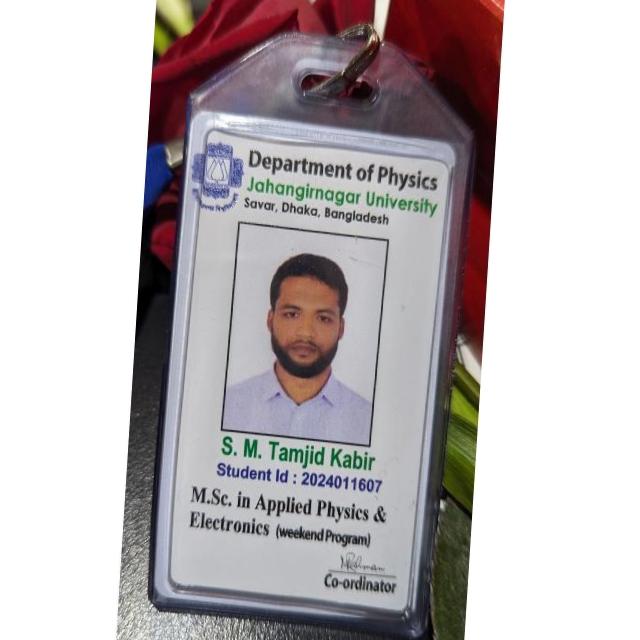 Department of Physics
Jahangirnagar University
Savar, Dhaka, Bangladesh
S. M. Tamjid Kabir
Student Id : 2024011607
M.Sc. in Applied Physics &
Electronics (weekend Program)
Co-ordinator